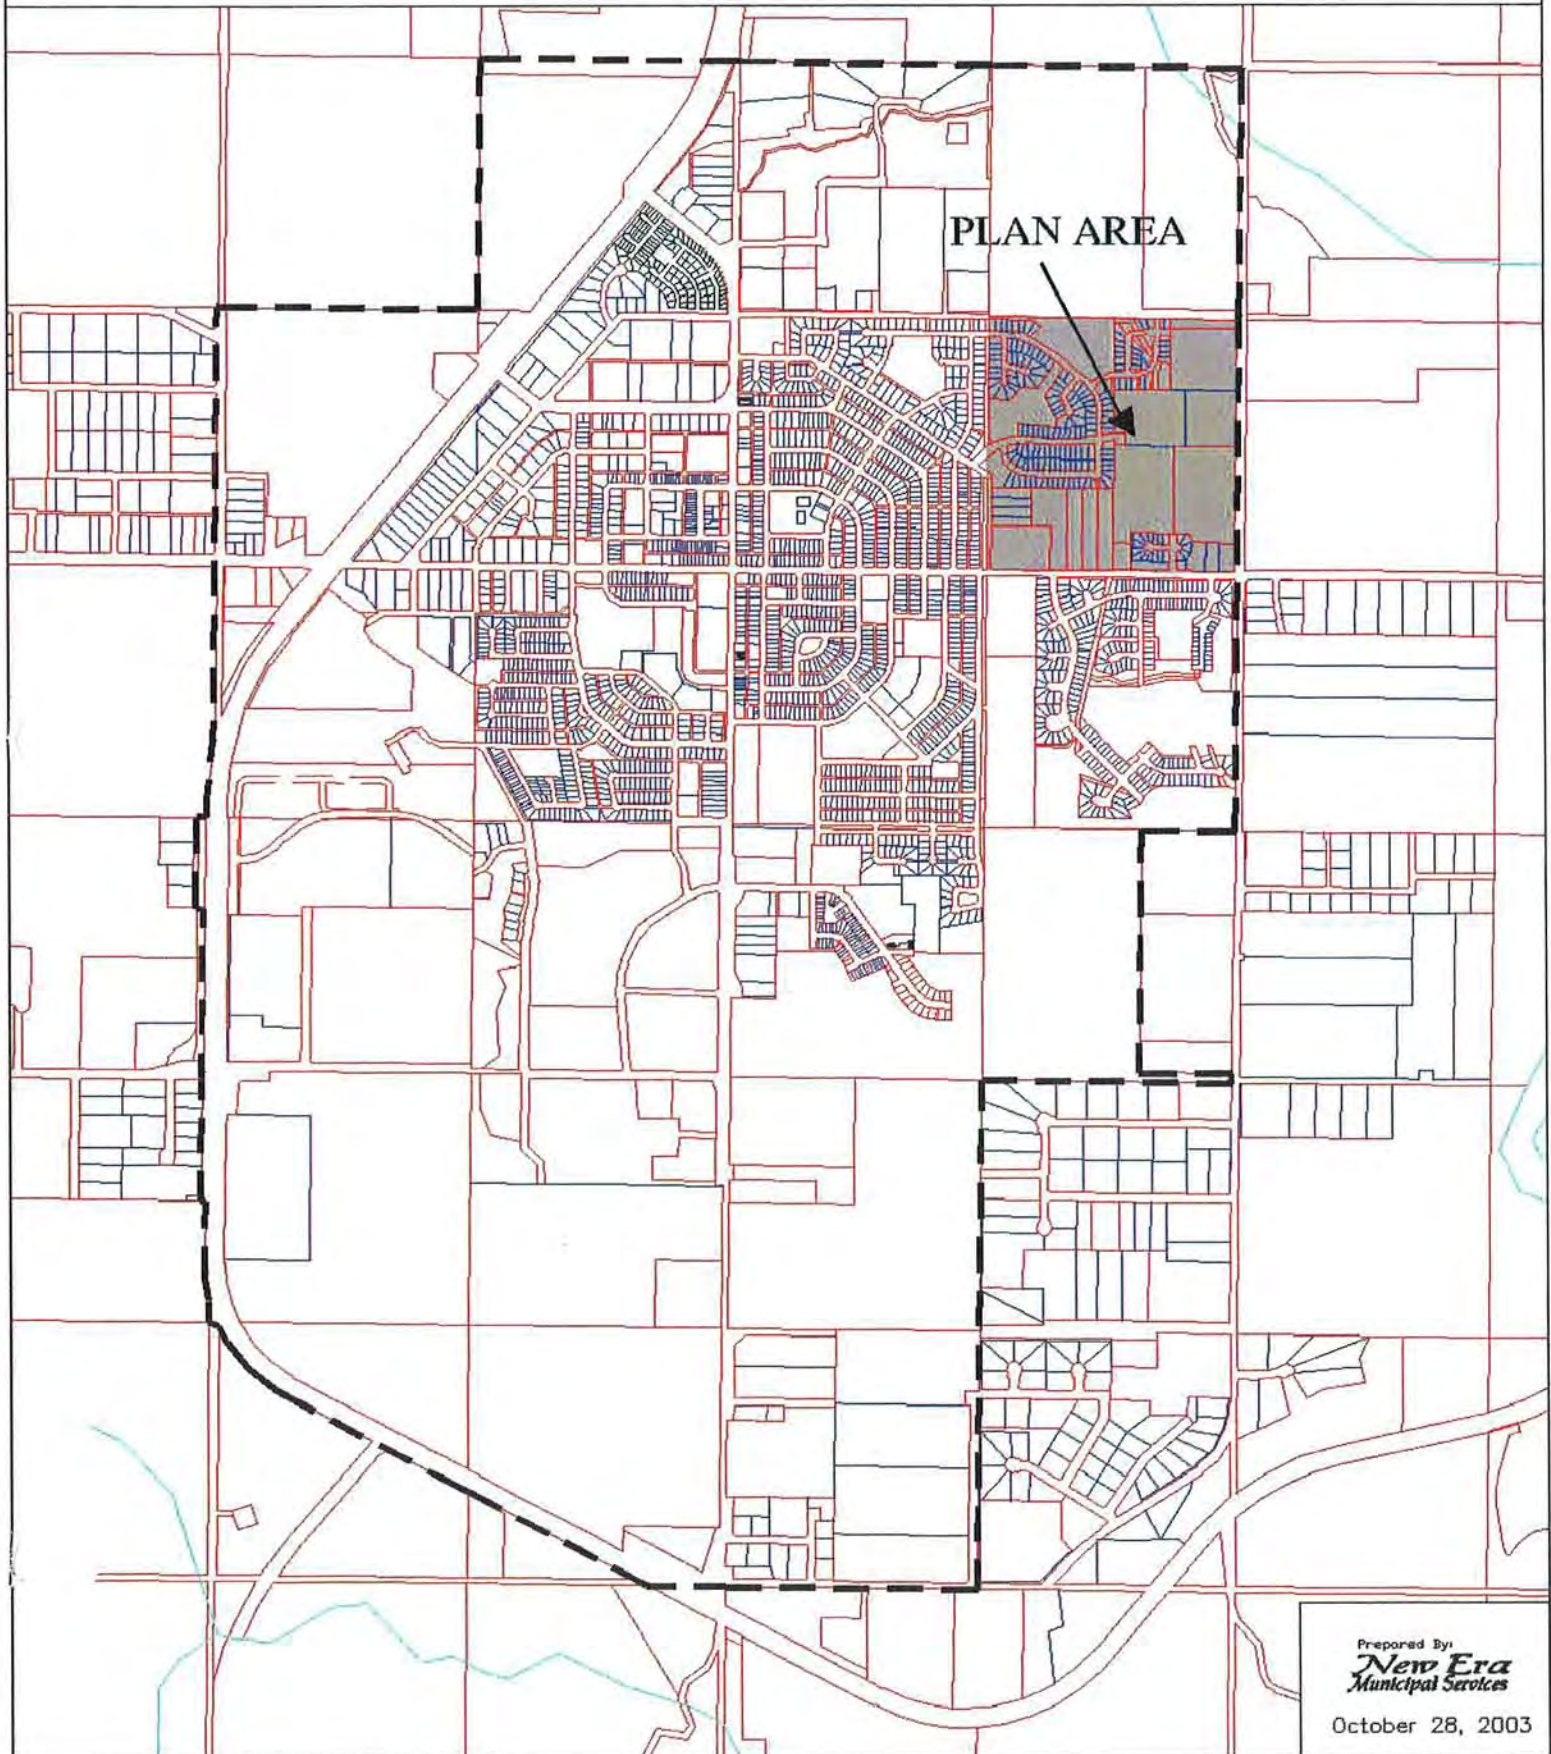 PLAN AREA
Prepared By:
New Era
Municipal Services
October 28, 2003